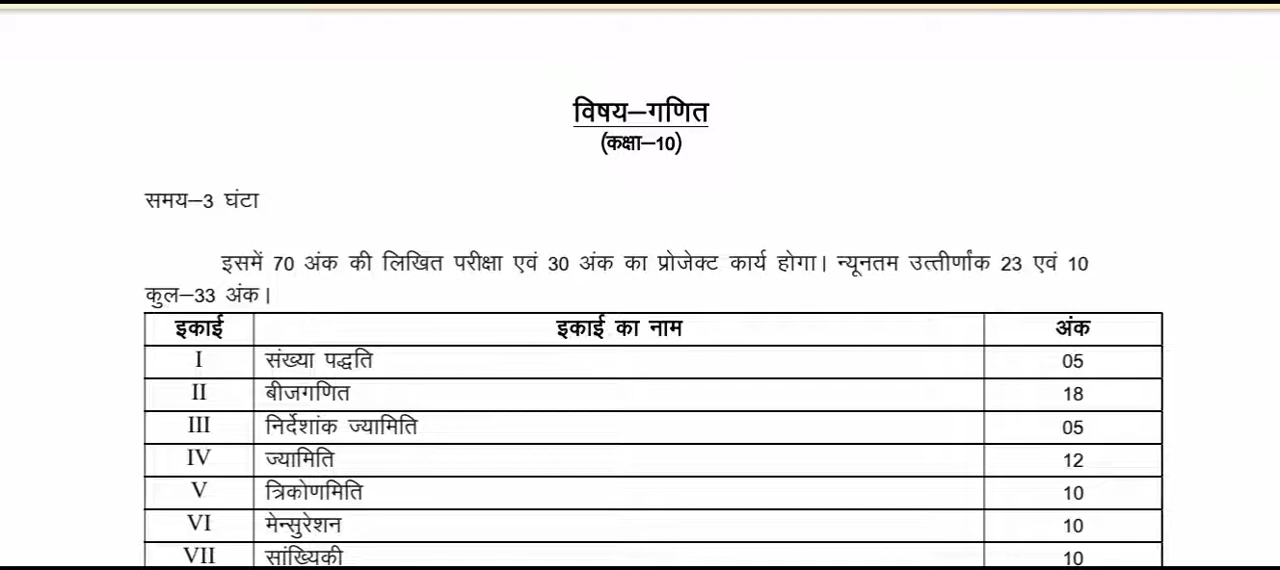 विषय–गणित
(कक्षा–10)
समय–3 घंटा
इसमें 70 अंक की लिखित परीक्षा एवं 30 अंक का प्रोजेक्ट कार्य होगा। न्यूनतम उत्तीर्णांक 23 एवं 10
कुल–33 अंक।
इकाई इकाई का नाम अंक
I संख्या पद्धति 05
II बीजगणित 18
III निर्देशांक ज्यामिति 05
IV ज्यामिति 12
V त्रिकोणमिति 10
VI मेन्सुरेशन 10
VII सांख्यिकी 10